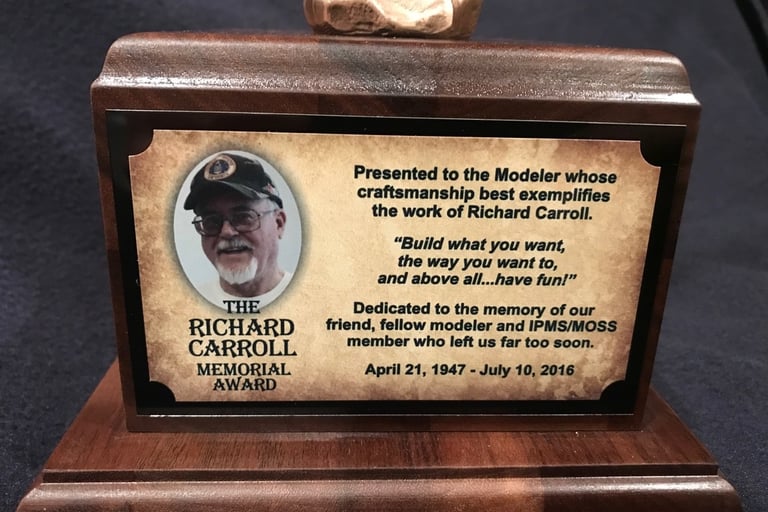 Presented to the Modeler whose
craftsmanship best exemplifies
the work of Richard Carroll.
“Build what you want,
the way you want to,
and above all...have fun!”
Dedicated to the memory of our
friend, fellow modeler and IPMS/MOSS
member who left us far too soon.
April 21, 1947 - July 10, 2016
THE
RICHARD
CARROLL
MEMORIAL
AWARD